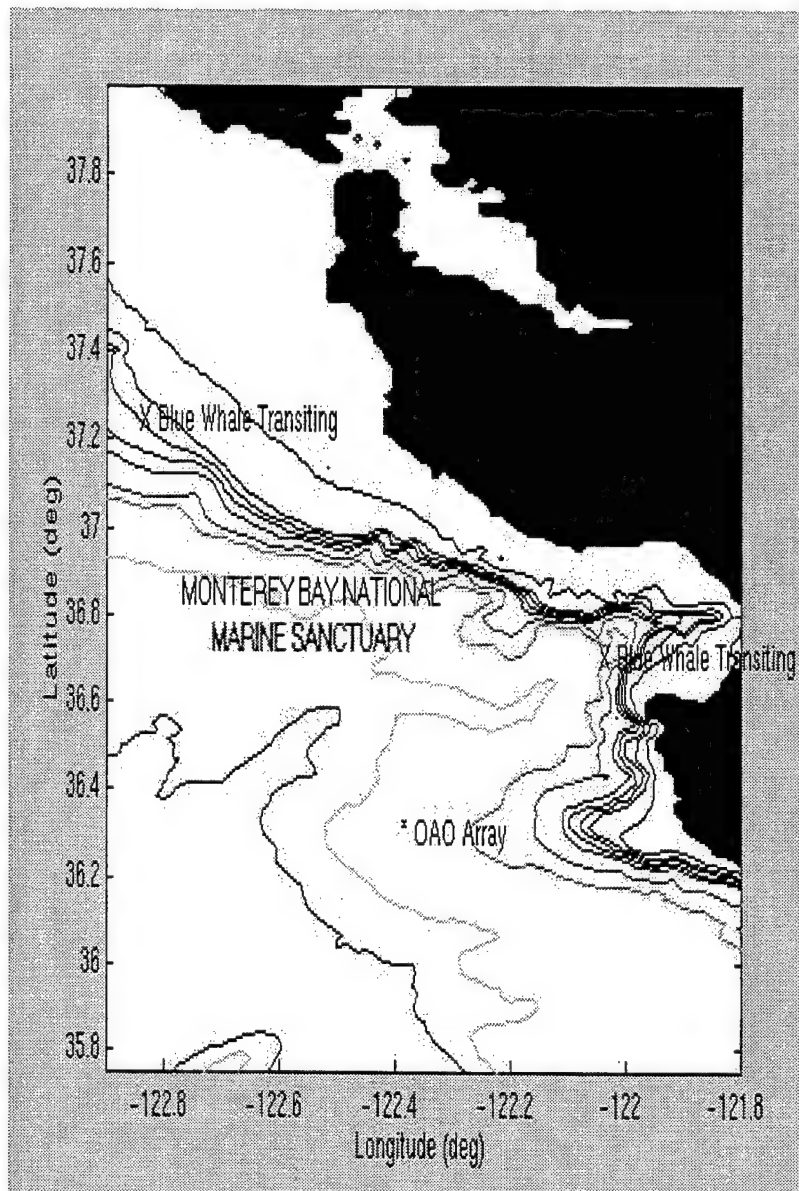 37.8
37.6
37.4
X Blue Whale Transiting
37.2
37
MONTEREY BAY NATIONAL
MARINE SANCTUARY
36.8
X Blue Whale Transiting
36.6
36.4
* OAO Array
36.2
36
35.8
Latitude (deg)
-122.8 -122.6 -122.4 -122.2 -122 -121.8
Longitude (deg)